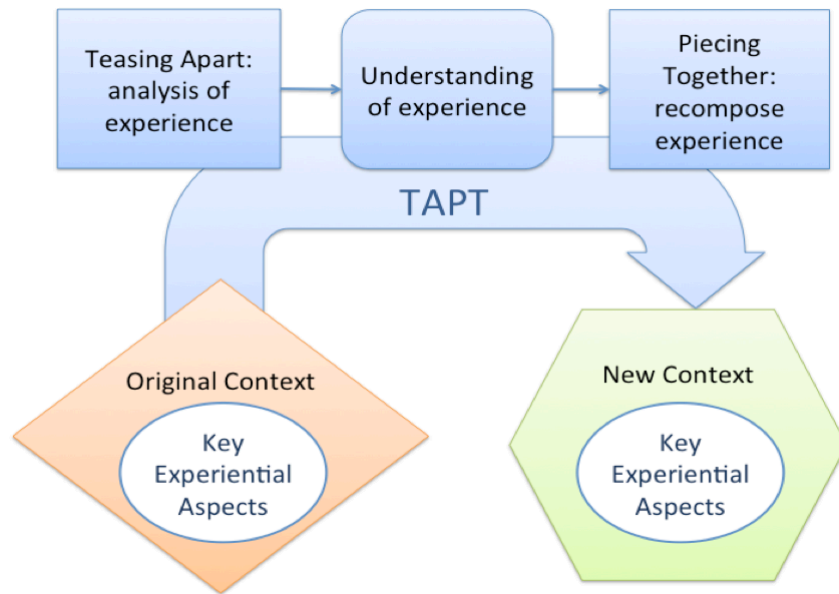 Teasing Apart:
analysis of
experience
Understanding
of experience
Piecing
Together:
recompose
experience
TAPT
Original Context
Key
Experiential
Aspects
New Context
Key
Experiential
Aspects